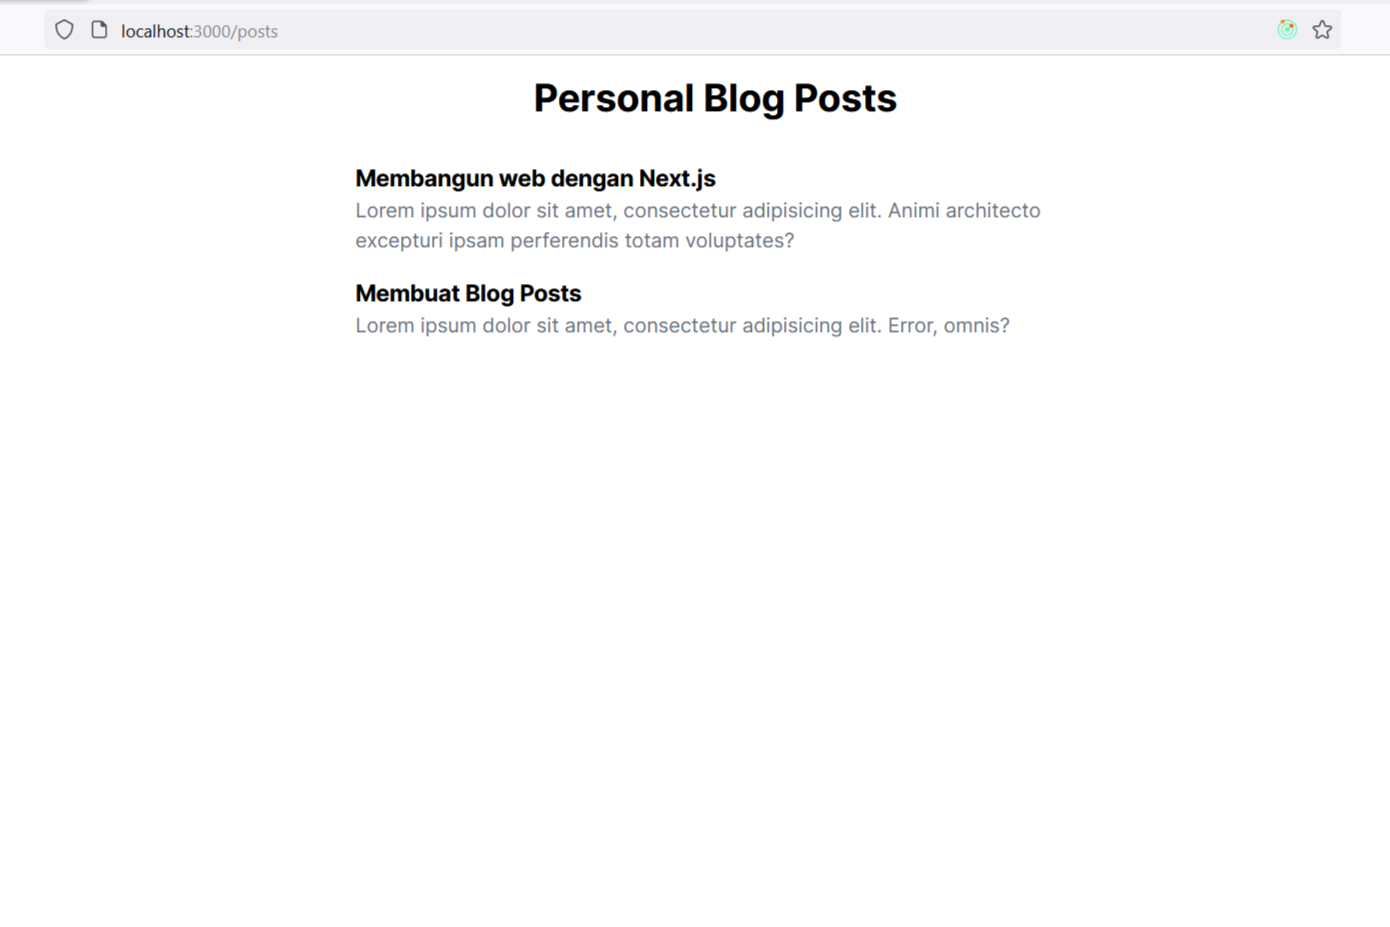 localhost:3000/posts
Personal Blog Posts
Membangun web dengan Next.js
Lorem ipsum dolor sit amet, consectetur adipisicing elit. Animi architecto
excepturi ipsam perferendis totam voluptates?
Membuat Blog Posts
Lorem ipsum dolor sit amet, consectetur adipisicing elit. Error, omnis?